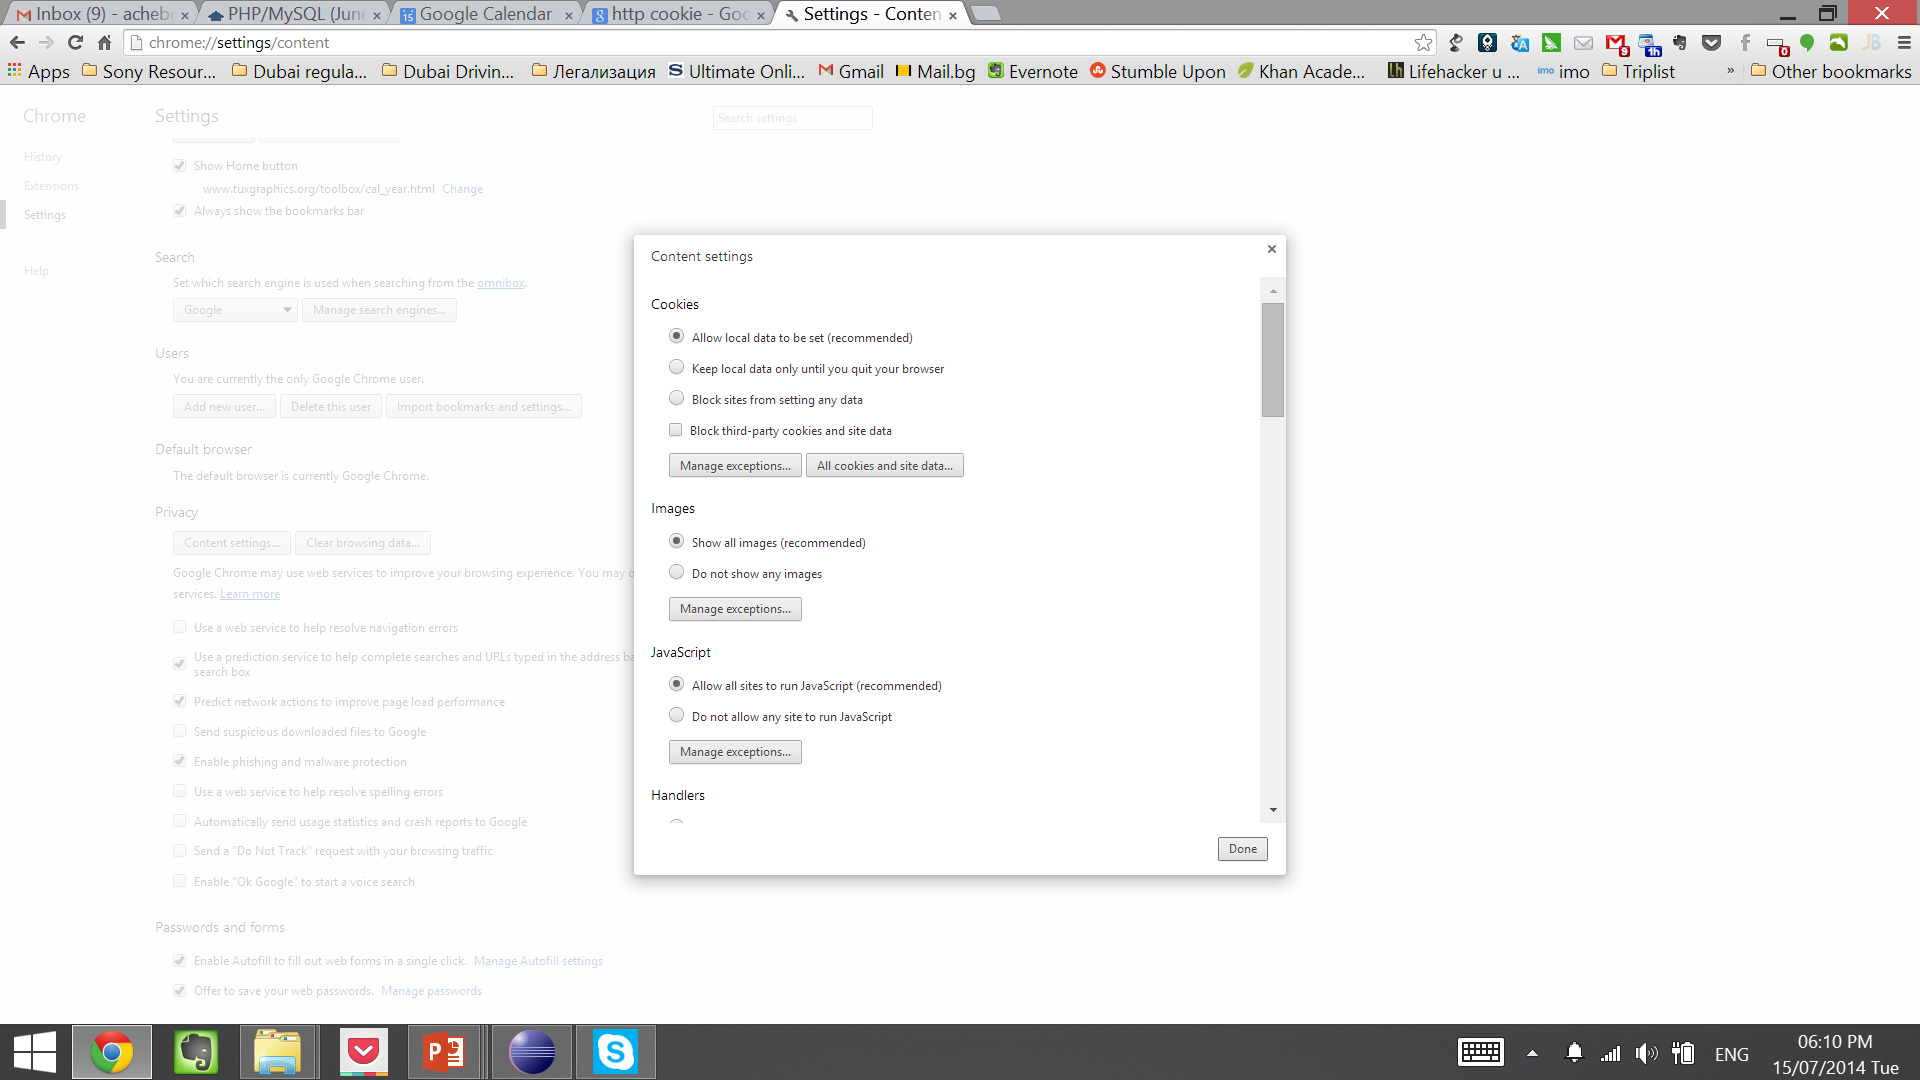 Inbox (9) - acheb
PHP/MySQL (June
Google Calendar
http cookie - Goo
Settings - Conten
chrome://settings/content
Apps
Sony Resour...
Dubai regula...
Dubai Drivin...
Легализация
Ultimate Onli...
Gmail
Mail.bg
Evernote
Stumble Upon
Khan Acade...
Lifehacker u ...
imo
Triplist
»
Other bookmarks
Chrome
History
Extensions
Settings
Help
Settings
Search settings
Show Home button
www.tuxgraphics.org/toolbox/cal_year.html Change
Always show the bookmarks bar
Search
Set which search engine is used when searching from the omnibox.
Google
Manage search engines...
Users
You are currently the only Google Chrome user.
Add new user...
Delete this user
Import bookmarks and settings...
Default browser
The default browser is currently Google Chrome.
Privacy
Content settings...
Clear browsing data...
Google Chrome may use web services to improve your browsing experience. You may o
services. Learn more
Use a web service to help resolve navigation errors
Use a prediction service to help complete searches and URLs typed in the address ba
search box
Predict network actions to improve page load performance
Send suspicious downloaded files to Google
Enable phishing and malware protection
Use a web service to help resolve spelling errors
Automatically send usage statistics and crash reports to Google
Send a "Do Not Track" request with your browsing traffic
Enable "Ok Google" to start a voice search
Passwords and forms
Enable Autofill to fill out web forms in a single click. Manage Autofill settings
Offer to save your web passwords. Manage passwords
Content settings
Cookies
Allow local data to be set (recommended)
Keep local data only until you quit your browser
Block sites from setting any data
Block third-party cookies and site data
Manage exceptions...
All cookies and site data...
Images
Show all images (recommended)
Do not show any images
Manage exceptions...
JavaScript
Allow all sites to run JavaScript (recommended)
Do not allow any site to run JavaScript
Manage exceptions...
Handlers
Done
ENG
06:10 PM
15/07/2014 Tue